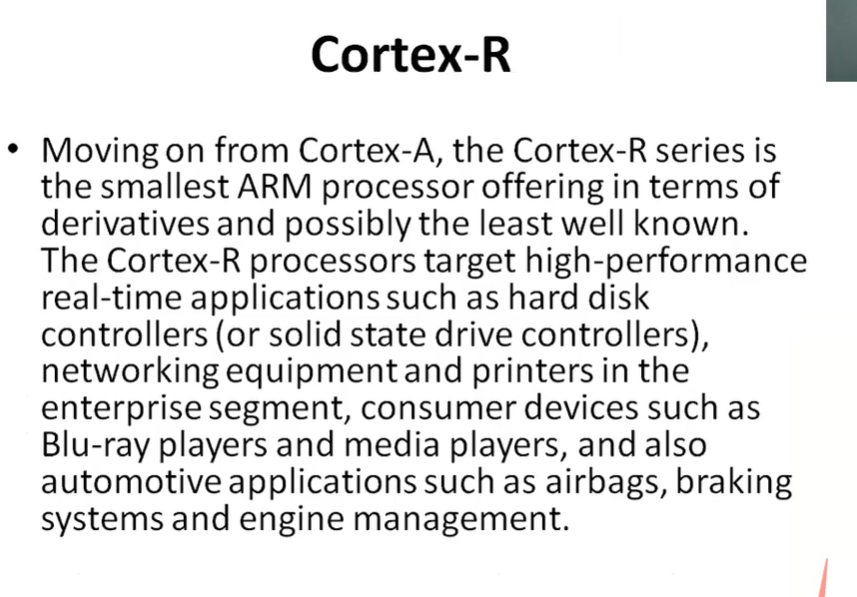 Cortex-R
• Moving on from Cortex-A, the Cortex-R series is
the smallest ARM processor offering in terms of
derivatives and possibly the least well known.
The Cortex-R processors target high-performance
real-time applications such as hard disk
controllers (or solid state drive controllers),
networking equipment and printers in the
enterprise segment, consumer devices such as
Blu-ray players and media players, and also
automotive applications such as airbags, braking
systems and engine management.